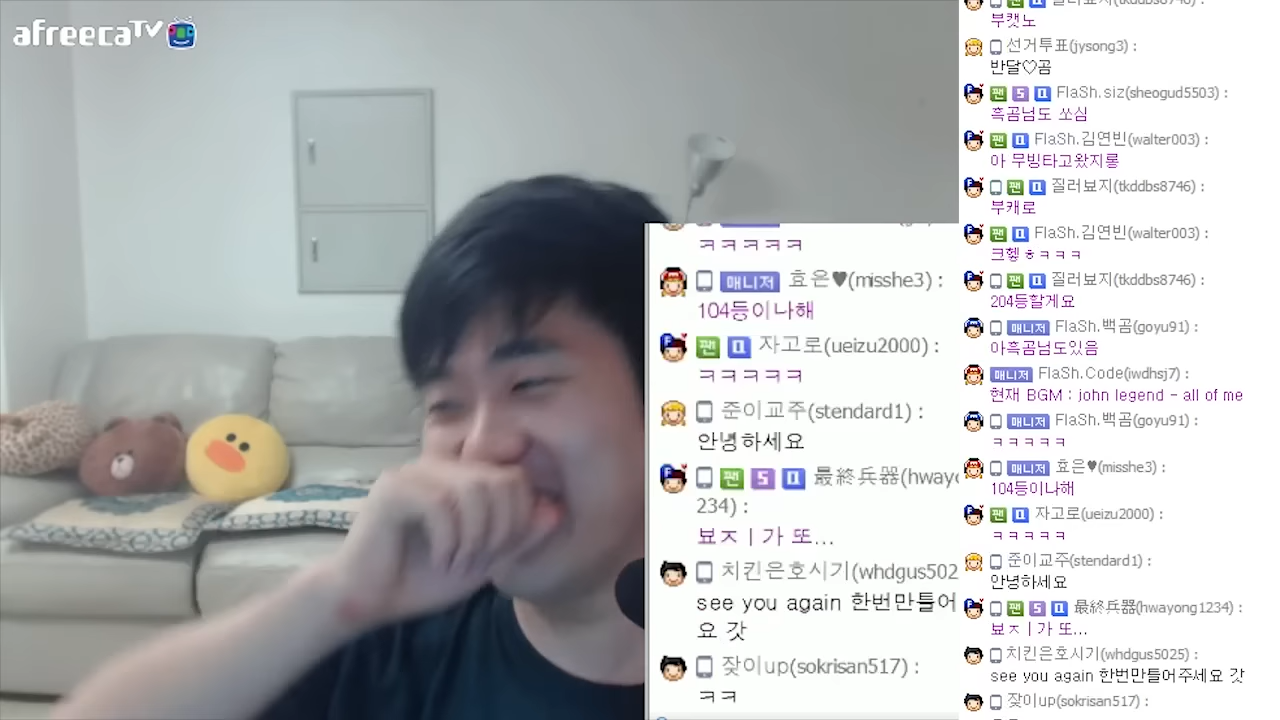 afreecaTV
ㅋㅋㅋㅋㅋ
매니저 효은♥(misshe3) :
104등이나해
팬 자고로(ueizu2000) :
ㅋㅋㅋㅋㅋ
준이교주(stendard1) :
안녕하세요
팬 S 最終兵器(hwayo
234) :
뵤ㅈㅣ가 또...
치킨은호시기(whdgus502
see you again 한번만들어
요 갓
잦이up(sokrisan517) :
ㅋㅋ
질러보지(tkddbs8746) :
부캣노
선거투표(jysong3) :
반달♡곰
팬 S FlaSh.siz(sheogud5503) :
흑곰님도 쏘심
팬 FlaSh.김연빈(walter003) :
아 무빙타고왔지롱
팬 질러보지(tkddbs8746) :
부캐로
팬 FlaSh.김연빈(walter003) :
크헿ㅎㅋㅋㅋ
팬 질러보지(tkddbs8746) :
204등할게요
매니저 FlaSh.백곰(goyu91) :
아흑곰님도있음
매니저 FlaSh.Code(iwdhsj7) :
현재 BGM : john legend - all of me
매니저 FlaSh.백곰(goyu91) :
ㅋㅋㅋㅋㅋ
매니저 효은♥(misshe3) :
104등이나해
팬 자고로(ueizu2000) :
ㅋㅋㅋㅋㅋ
준이교주(stendard1) :
안녕하세요
팬 S 最終兵器(hwayong1234) :
뵤ㅈㅣ가 또...
치킨은호시기(whdgus5025) :
see you again 한번만들어주세요 갓
잦이up(sokrisan517) :